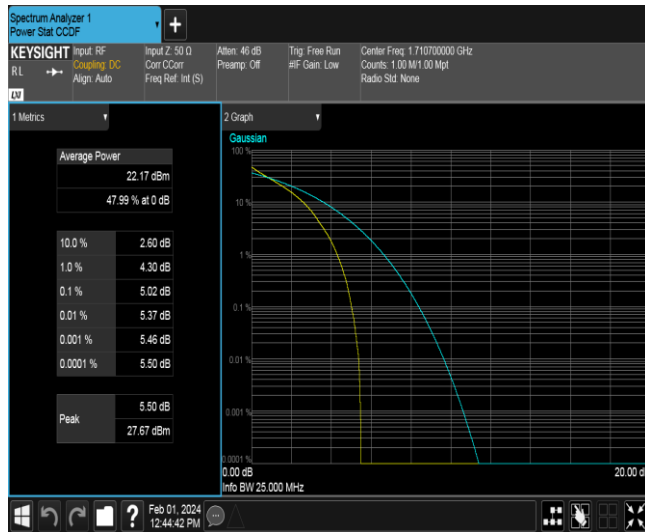 Spectrum Analyzer 1
Power Stat CCDF
+
KEYSIGHT
RL
LXI
Input: RF
Coupling: DC
Align: Auto
Input Z: 50 Ω
Corr CCorr
Freq Ref: Int (S)
Atten: 46 dB
Preamp: Off
Trig: Free Run
#IF Gain: Low
Center Freq: 1.710700000 GHz
Counts: 1.00 M/1.00 Mpt
Radio Std: None
1 Metrics
Average Power
22.17 dBm
47.99 % at 0 dB
10.0 % 2.60 dB
1.0 % 4.30 dB
0.1 % 5.02 dB
0.01 % 5.37 dB
0.001 % 5.46 dB
0.0001 % 5.50 dB
Peak
5.50 dB
27.67 dBm
2 Graph
Gaussian
100 %
10 %
1 %
0.1 %
0.01 %
0.001 %
0.0001 %
0.00 dB
20.00 d
Info BW 25.000 MHz
?
Feb 01, 2024
12:44:42 PM